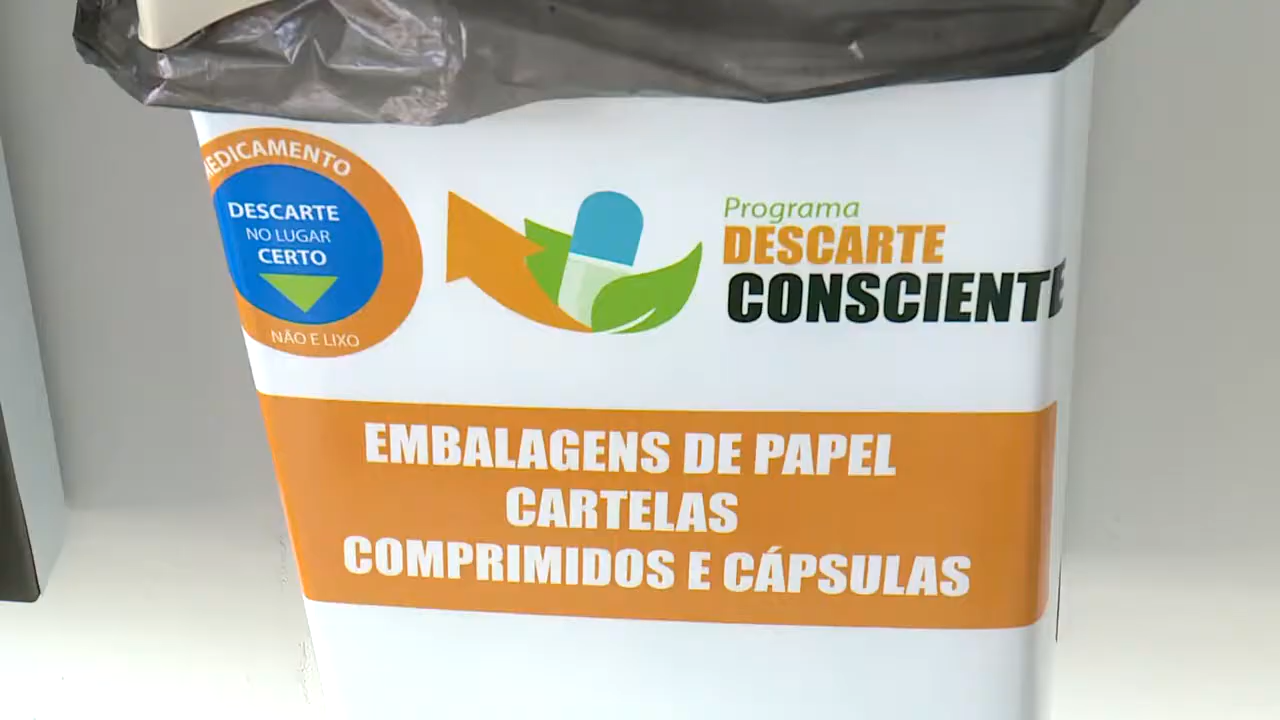 MEDICAMENTO
DESCARTE
NO LUGAR
CERTO
NÃO E LIXO
Programa
DESCARTE
CONSCIENTE
EMBALAGENS DE PAPEL
CARTELAS
COMPRIMIDOS E CÁPSULAS